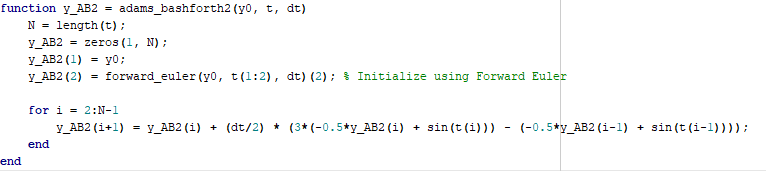 function y_AB2 = adams_bashforth2(y0, t, dt)
    N = length(t);
    y_AB2 = zeros(1, N);
    y_AB2(1) = y0;
    y_AB2(2) = forward_euler(y0, t(1:2), dt)(2); % Initialize using Forward Euler
    for i = 2:N-1
        y_AB2(i+1) = y_AB2(i) + (dt/2) * (3*(-0.5*y_AB2(i) + sin(t(i))) - (-0.5*y_AB2(i-1) + sin(t(i-1))));
    end
end